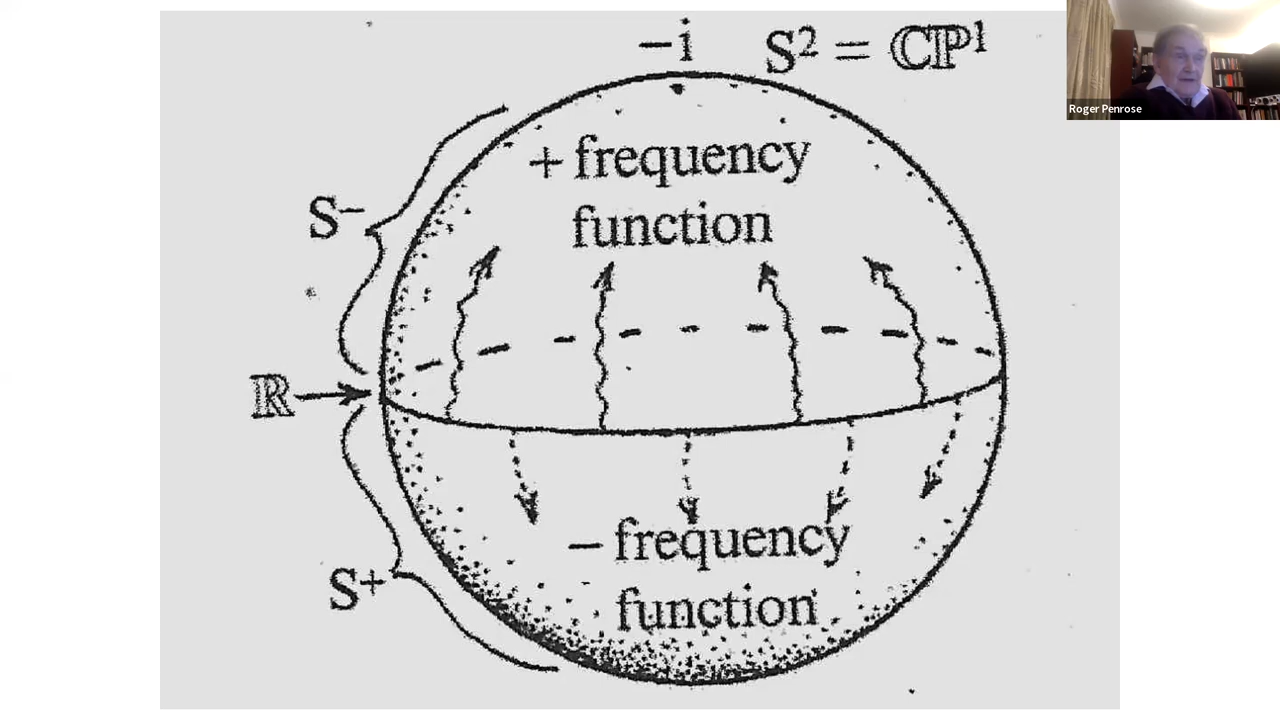 −i
S² = ℂℙ¹
Roger Penrose
+ frequency
function
S⁻
ℝ
− frequency
function
S⁺